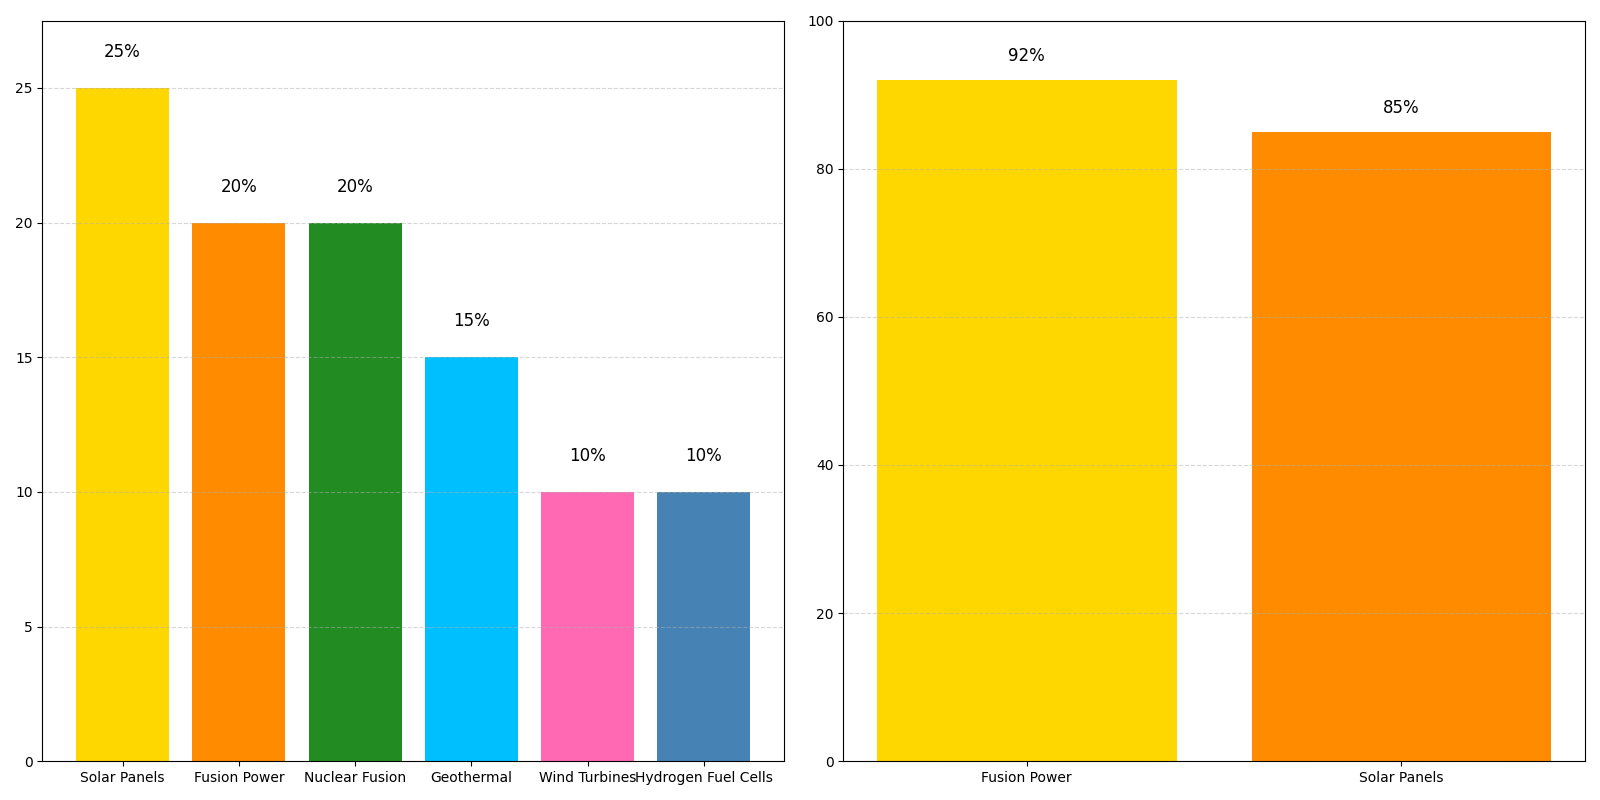 25%
20%
20%
15%
10%
10%
25
20
15
10
5
0
Solar Panels
Fusion Power
Nuclear Fusion
Geothermal
Wind Turbines
Hydrogen Fuel Cells
92%
85%
100
80
60
40
20
0
Fusion Power
Solar Panels